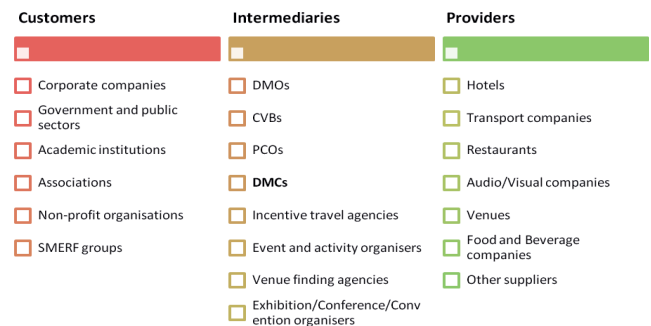 Customers
Corporate companies
Government and public
sectors
Academic institutions
Associations
Non-profit organisations
SMERF groups
Intermediaries
DMOs
CVBs
PCOs
DMCs
Incentive travel agencies
Event and activity organisers
Venue finding agencies
Exhibition/Conference/Conv
ention organisers
Providers
Hotels
Transport companies
Restaurants
Audio/Visual companies
Venues
Food and Beverage
companies
Other suppliers